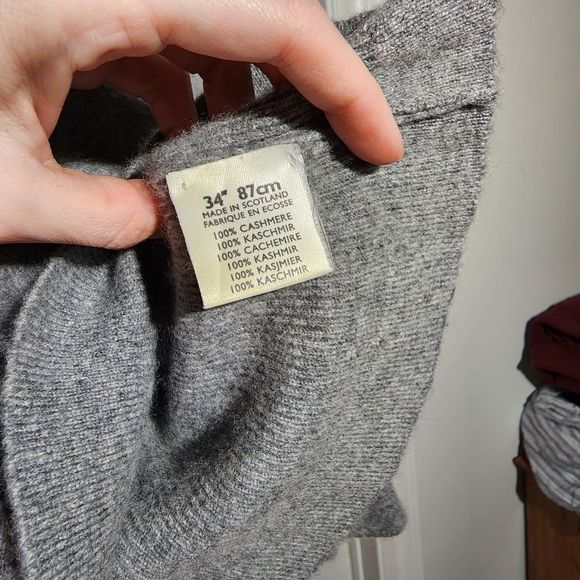 34" 87cm
MADE IN SCOTLAND
FABRIQUE EN ECOSSE
100% CASHMERE
100% KASCHMIR
100% CACHEMIRE
100% KASHMIR
100% KASJMIER
100% KASCHMIR